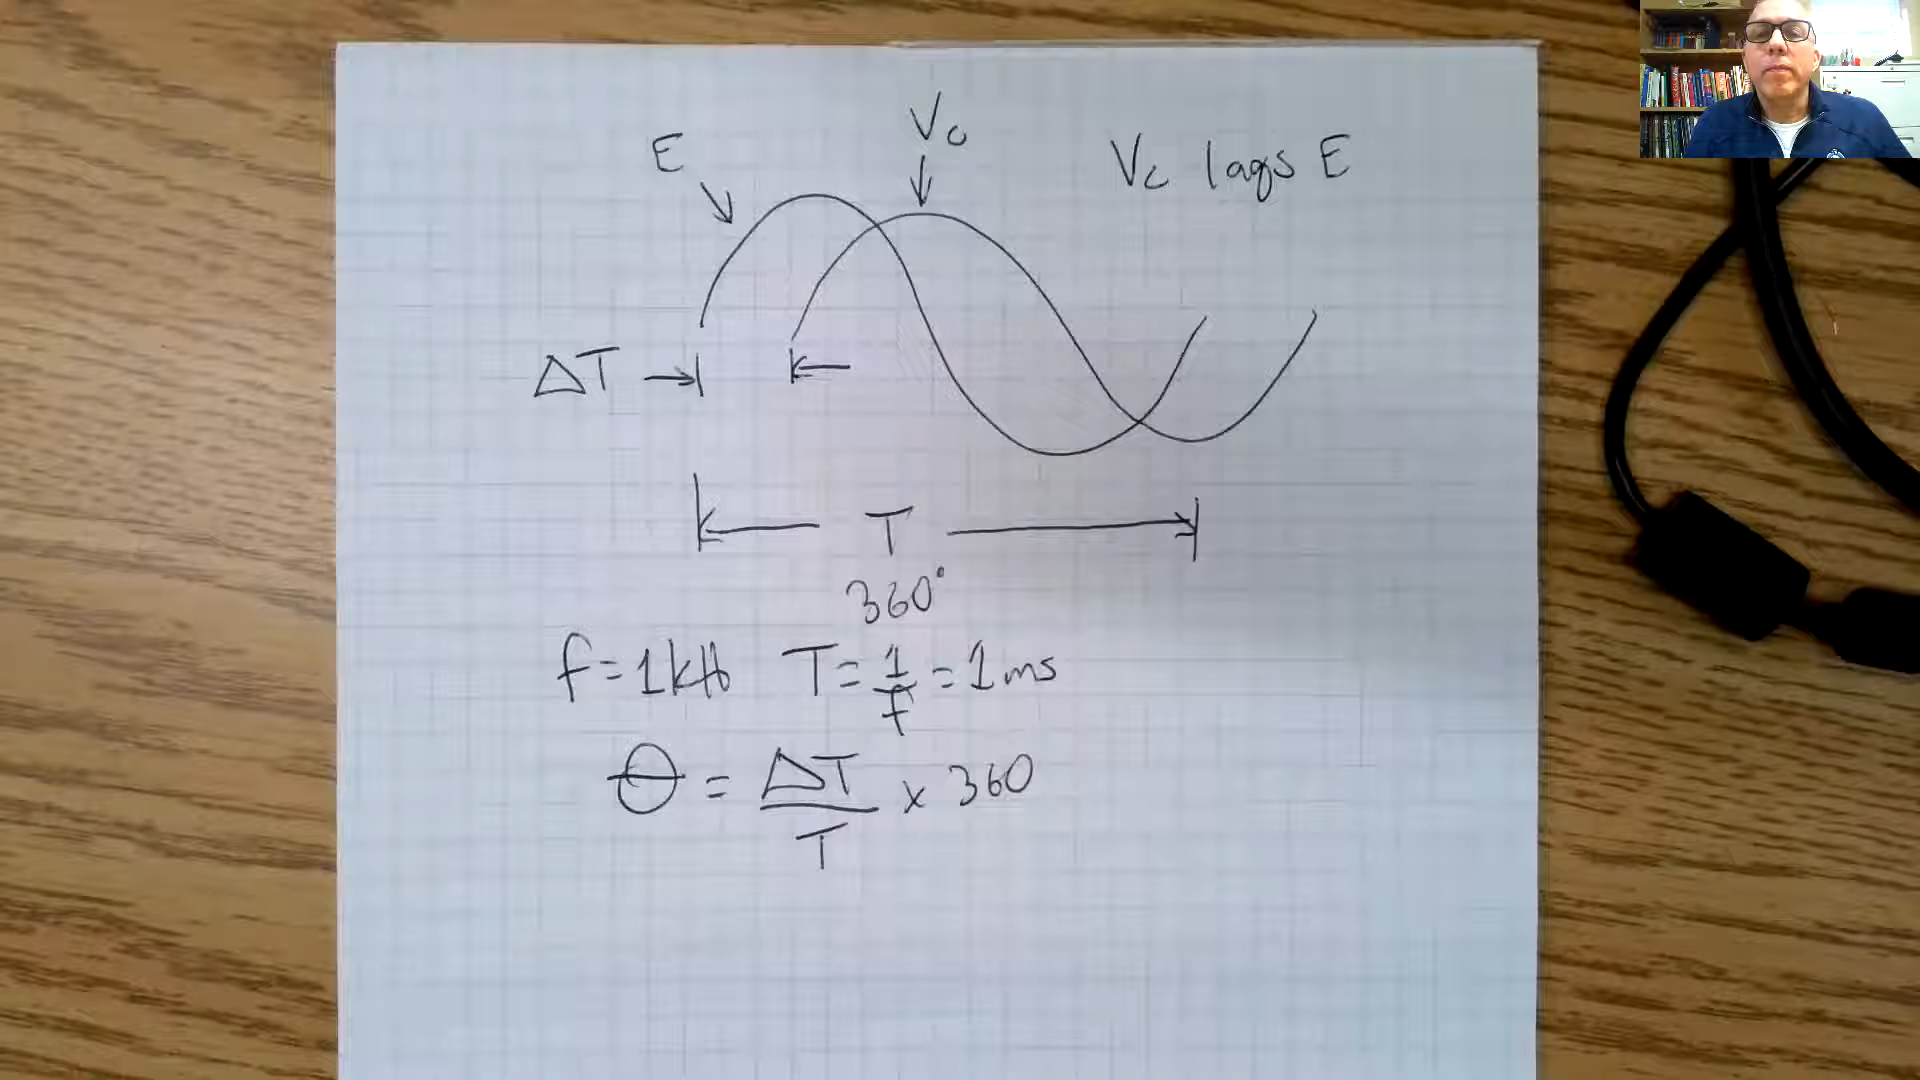 E
Vc
Vc lags E
ΔT
T
360°
f = 1kHz T = 1/f = 1ms
θ = ΔT/T x 360